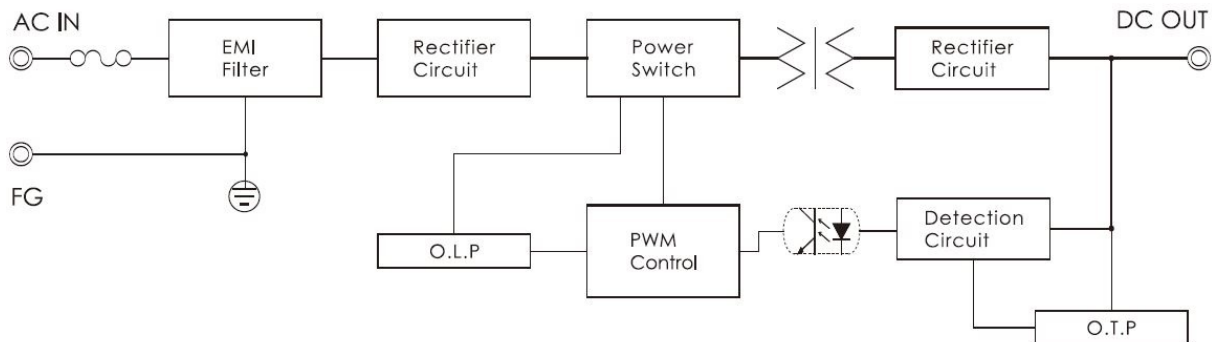 AC IN
EMI
Filter
Rectifier
Circuit
Power
Switch
Rectifier
Circuit
DC OUT
FG
O.L.P
PWM
Control
Detection
Circuit
O.T.P